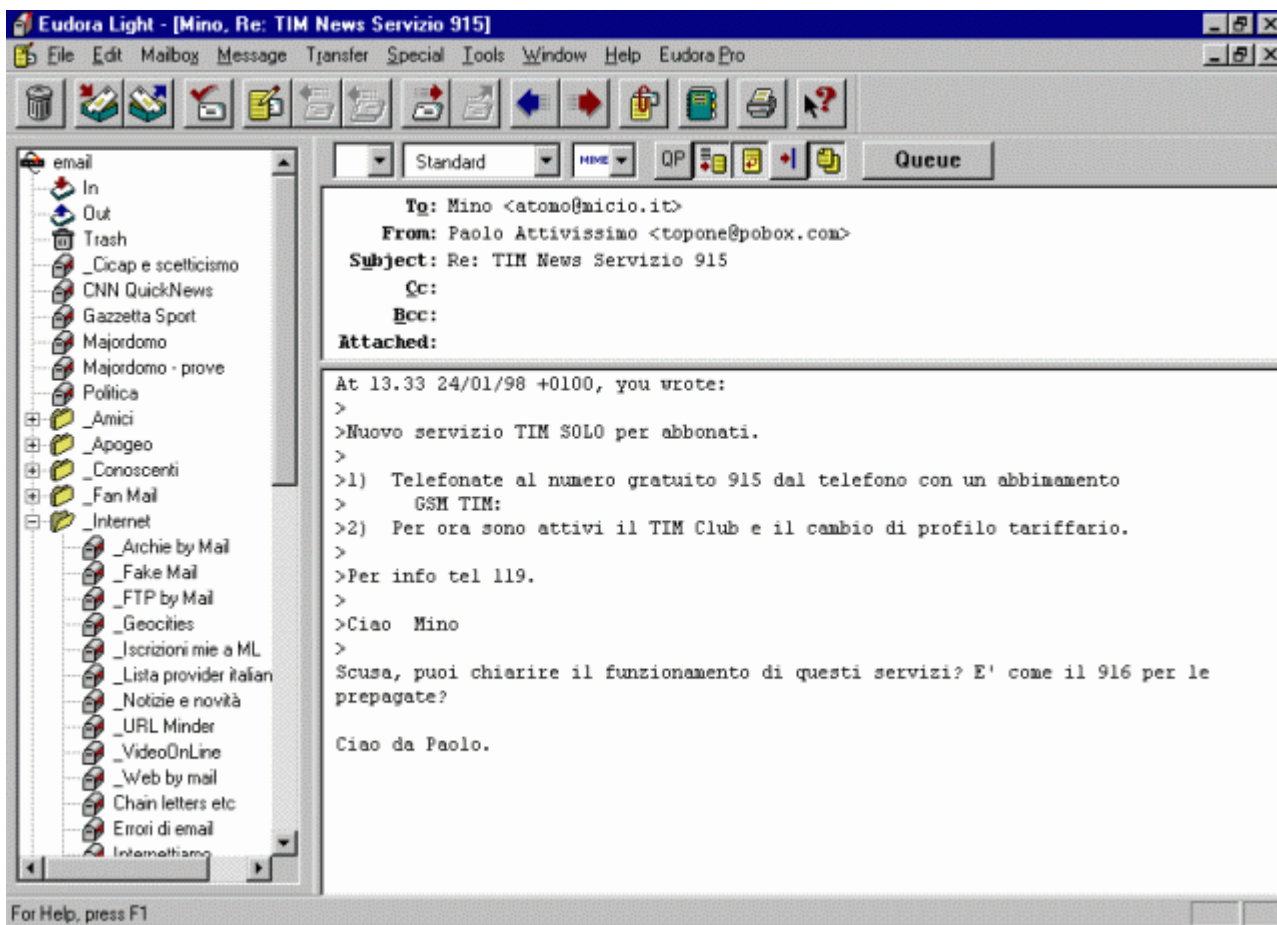 Eudora Light - [Mino, Re: TIM News Servizio 915]
File Edit Mailbox Message Transfer Special Tools Window Help Eudora Pro
Standard MIME QP Queue
email
In
Out
Trash
_Cicap e scetticismo
CNN QuickNews
Gazzetta Sport
Majordomo
Majordomo - prove
Politica
_Amici
_Apogeo
_Conoscenti
_Fan Mail
_Internet
_Archie by Mail
_Fake Mail
_FTP by Mail
_Geocities
_Iscrizioni mie a ML
_Lista provider italian
_Notizie e novità
_URL Minder
_VideoOnLine
_Web by mail
Chain letters etc
Errori di email
Internettiamo
To: Mino <atomo@micio.it>
From: Paolo Attivissimo <topone@pobox.com>
Subject: Re: TIM News Servizio 915
Cc:
Bcc:
Attached:
At 13.33 24/01/98 +0100, you wrote:
>
>Nuovo servizio TIM SOLO per abbonati.
>
>1) Telefonate al numero gratuito 915 dal telefono con un abbinamento
> GSM TIM:
>2) Per ora sono attivi il TIM Club e il cambio di profilo tariffario.
>
>Per info tel 119.
>
>Ciao Mino
>
Scusa, puoi chiarire il funzionamento di questi servizi? E' come il 916 per le
prepagate?
Ciao da Paolo.
For Help, press F1